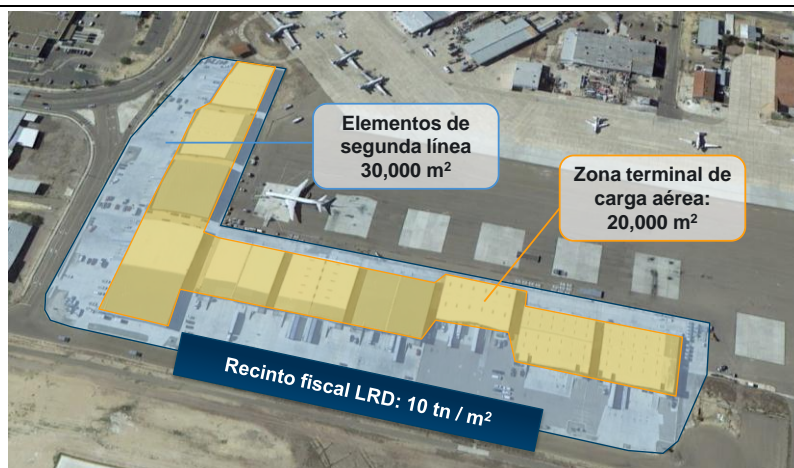 Elementos de
segunda línea
30,000 m²
Zona terminal de
carga aérea:
20,000 m²
Recinto fiscal LRD: 10 tn / m²